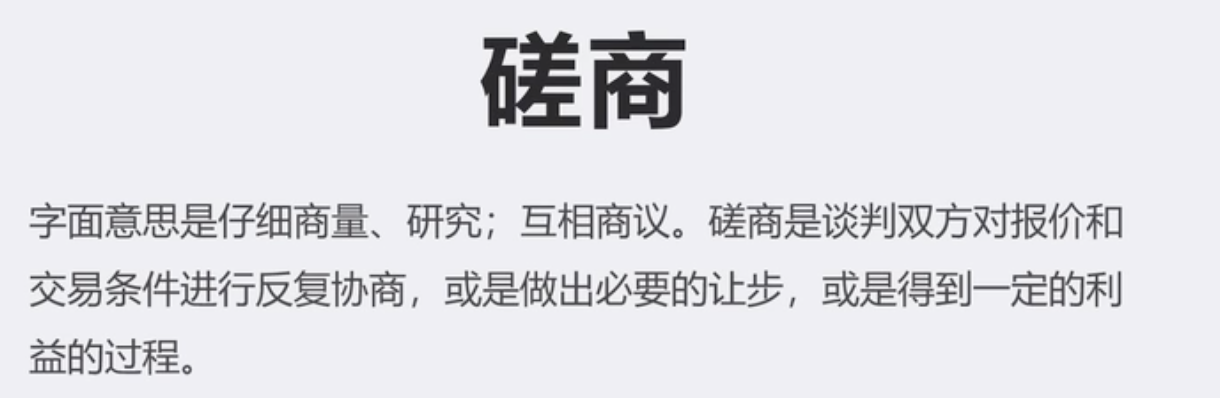 磋商
字面意思是仔细商量、研究；互相商议。磋商是谈判双方对报价和
交易条件进行反复协商，或是做出必要的让步，或是得到一定的利
益的过程。